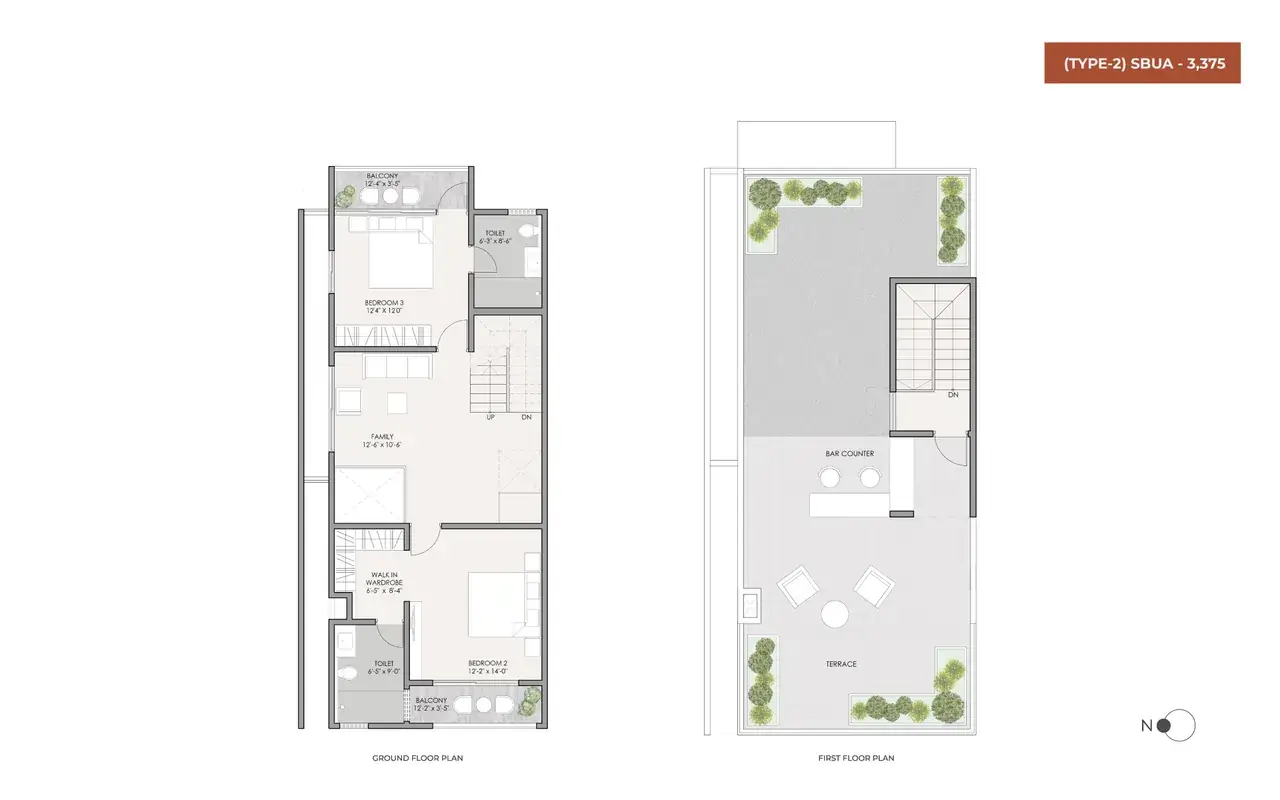 (TYPE-2) SBUA - 3,375
BALCONY
12'-4" x 3'-5"
TOILET
6'-3" x 8'-6"
BEDROOM 3
12'4" X 12'0"
UP
DN
FAMILY
12'-6" x 10'-6"
WALK IN
WARDROBE
6'-5" x 8'-4"
TOILET
6'-5" x 9'-0"
BEDROOM 2
12'-2" x 14'-0"
BALCONY
12'-2" x 3'-5"
GROUND FLOOR PLAN
DN
BAR COUNTER
TERRACE
FIRST FLOOR PLAN
N